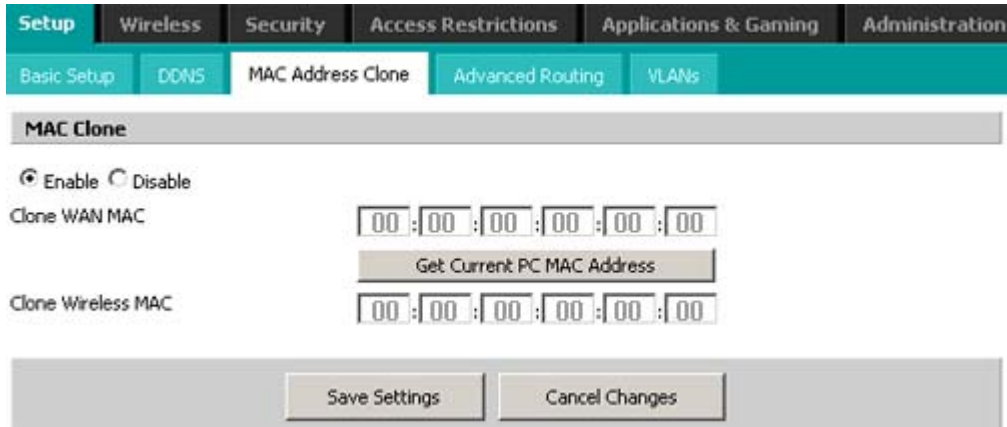 Setup Wireless Security Access Restrictions Applications & Gaming Administration
Basic Setup DDNS MAC Address Clone Advanced Routing VLANs
MAC Clone
Enable Disable
Clone WAN MAC 00 : 00 : 00 : 00 : 00 : 00
Get Current PC MAC Address
Clone Wireless MAC 00 : 00 : 00 : 00 : 00 : 00
Save Settings Cancel Changes